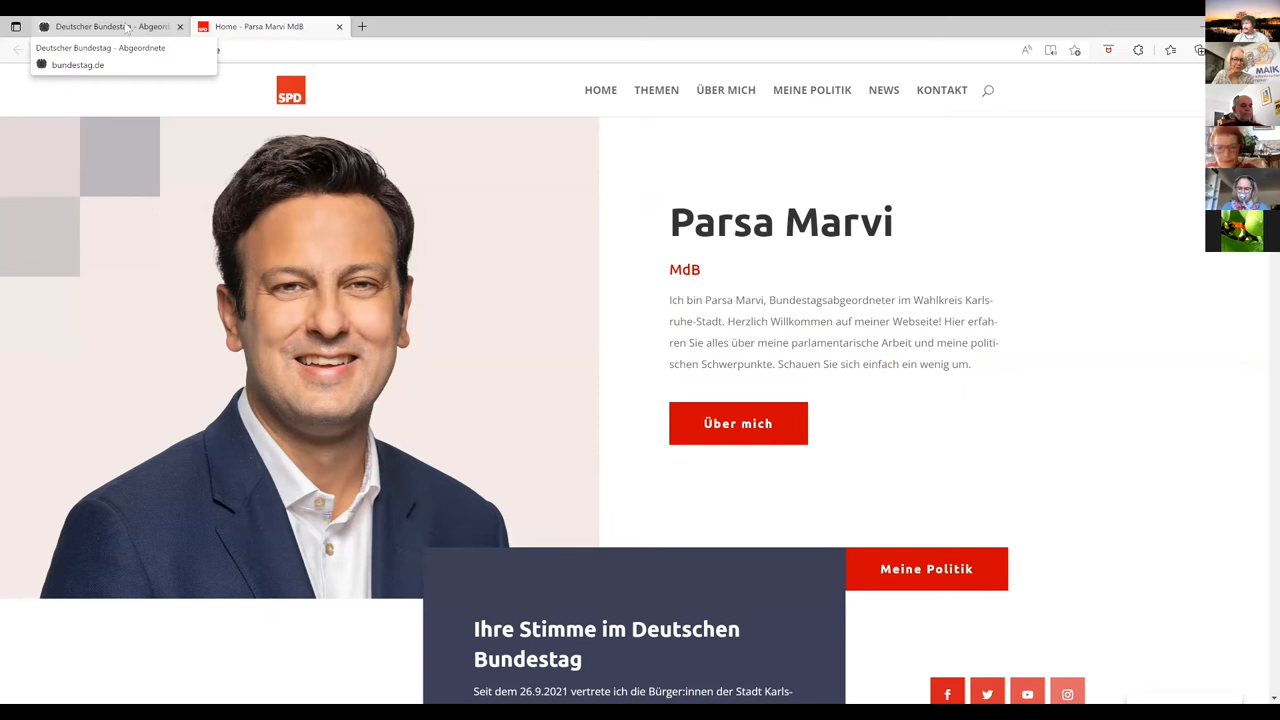 Deutscher Bundestag - Abgeord
Home - Parsa Marvi MdB
Deutscher Bundestag - Abgeordnete
bundestag.de
SPD
HOME THEMEN ÜBER MICH MEINE POLITIK NEWS KONTAKT
MAIK
Parsa Marvi
MdB
Ich bin Parsa Marvi, Bundestagsabgeordneter im Wahlkreis Karls-
ruhe-Stadt. Herzlich Willkommen auf meiner Webseite! Hier erfah-
ren Sie alles über meine parlamentarische Arbeit und meine politi-
schen Schwerpunkte. Schauen Sie sich einfach ein wenig um.
Über mich
Meine Politik
Ihre Stimme im Deutschen
Bundestag
Seit dem 26.9.2021 vertrete ich die Bürger:innen der Stadt Karls-